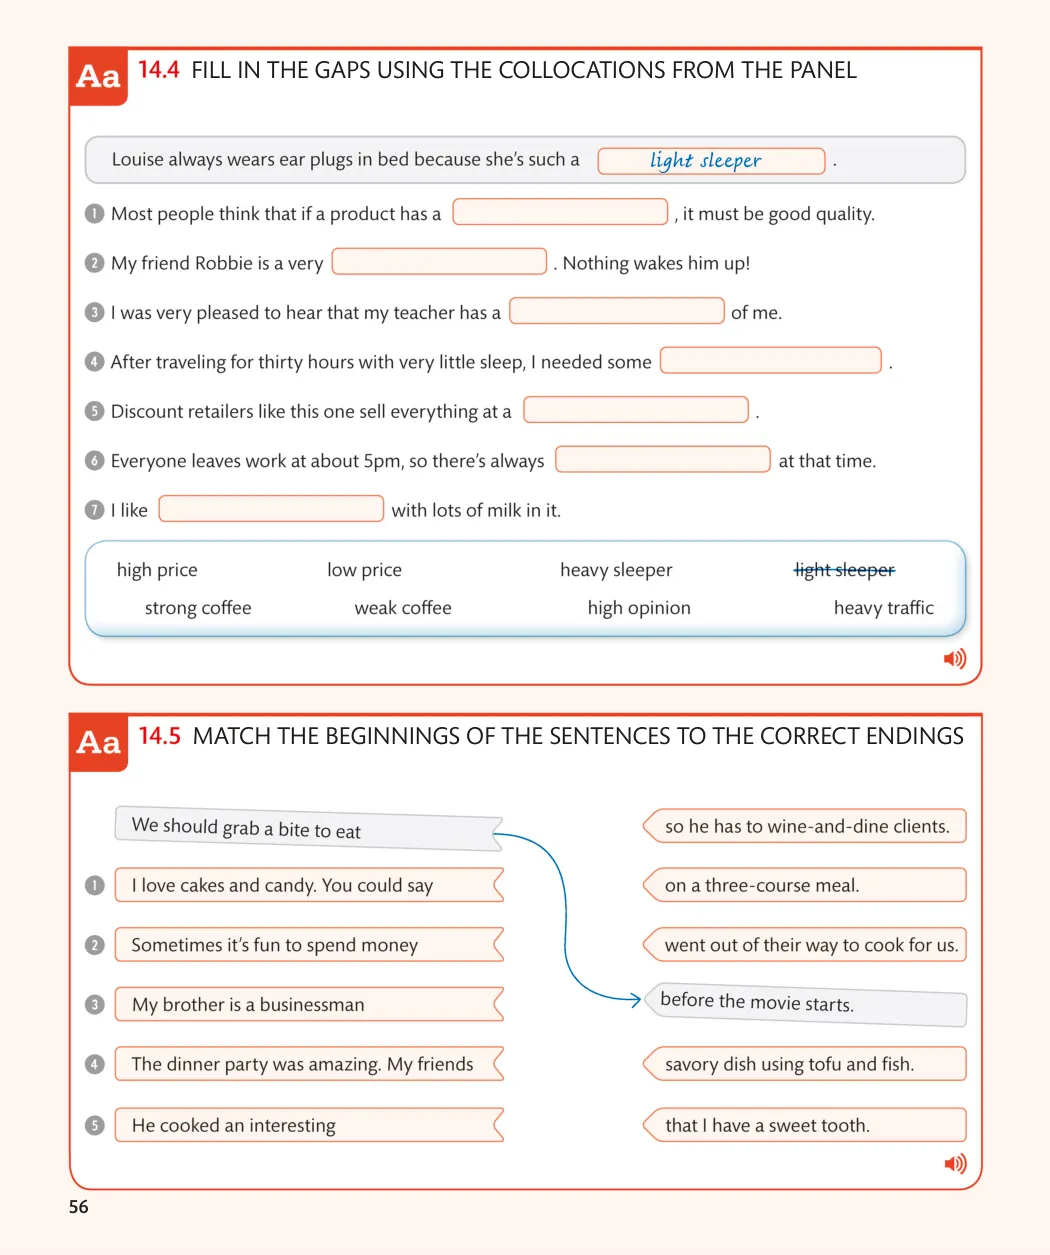 Aa 14.4 FILL IN THE GAPS USING THE COLLOCATIONS FROM THE PANEL
Louise always wears ear plugs in bed because she's such a light sleeper .
1 Most people think that if a product has a , it must be good quality.
2 My friend Robbie is a very . Nothing wakes him up!
3 I was very pleased to hear that my teacher has a of me.
4 After traveling for thirty hours with very little sleep, I needed some .
5 Discount retailers like this one sell everything at a .
6 Everyone leaves work at about 5pm, so there's always at that time.
7 I like with lots of milk in it.
high price low price heavy sleeper light sleeper
strong coffee weak coffee high opinion heavy traffic
Aa 14.5 MATCH THE BEGINNINGS OF THE SENTENCES TO THE CORRECT ENDINGS
We should grab a bite to eat so he has to wine-and-dine clients.
1 I love cakes and candy. You could say on a three-course meal.
2 Sometimes it's fun to spend money went out of their way to cook for us.
3 My brother is a businessman before the movie starts.
4 The dinner party was amazing. My friends savory dish using tofu and fish.
5 He cooked an interesting that I have a sweet tooth.
56